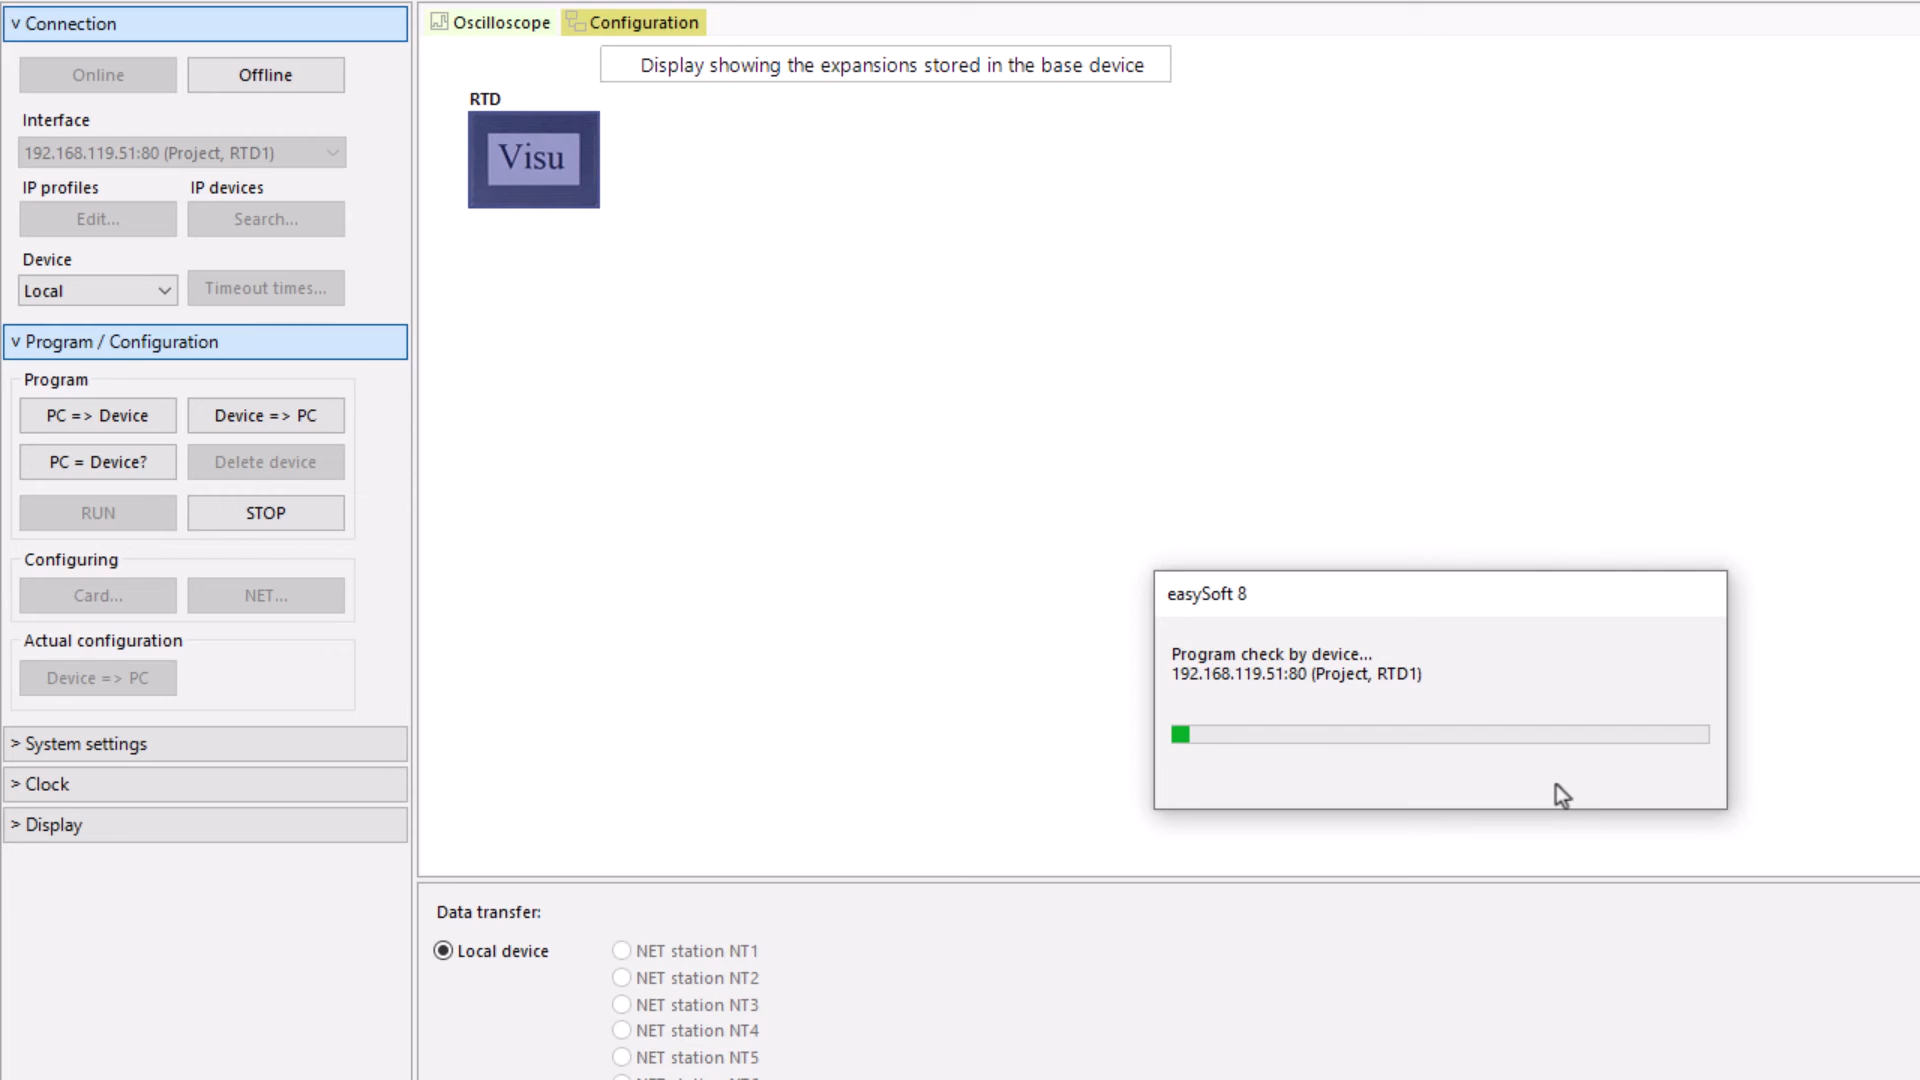 v Connection
Online
Offline
Interface
192.168.119.51:80 (Project, RTD1)
IP profiles
IP devices
Edit...
Search...
Device
Local
Timeout times...
v Program / Configuration
Program
PC => Device
Device => PC
PC = Device?
Delete device
RUN
STOP
Configuring
Card...
NET...
Actual configuration
Device => PC
> System settings
> Clock
> Display
Oscilloscope
Configuration
Display showing the expansions stored in the base device
RTD
Visu
easySoft 8
Program check by device...
192.168.119.51:80 (Project, RTD1)
Data transfer:
Local device
NET station NT1
NET station NT2
NET station NT3
NET station NT4
NET station NT5